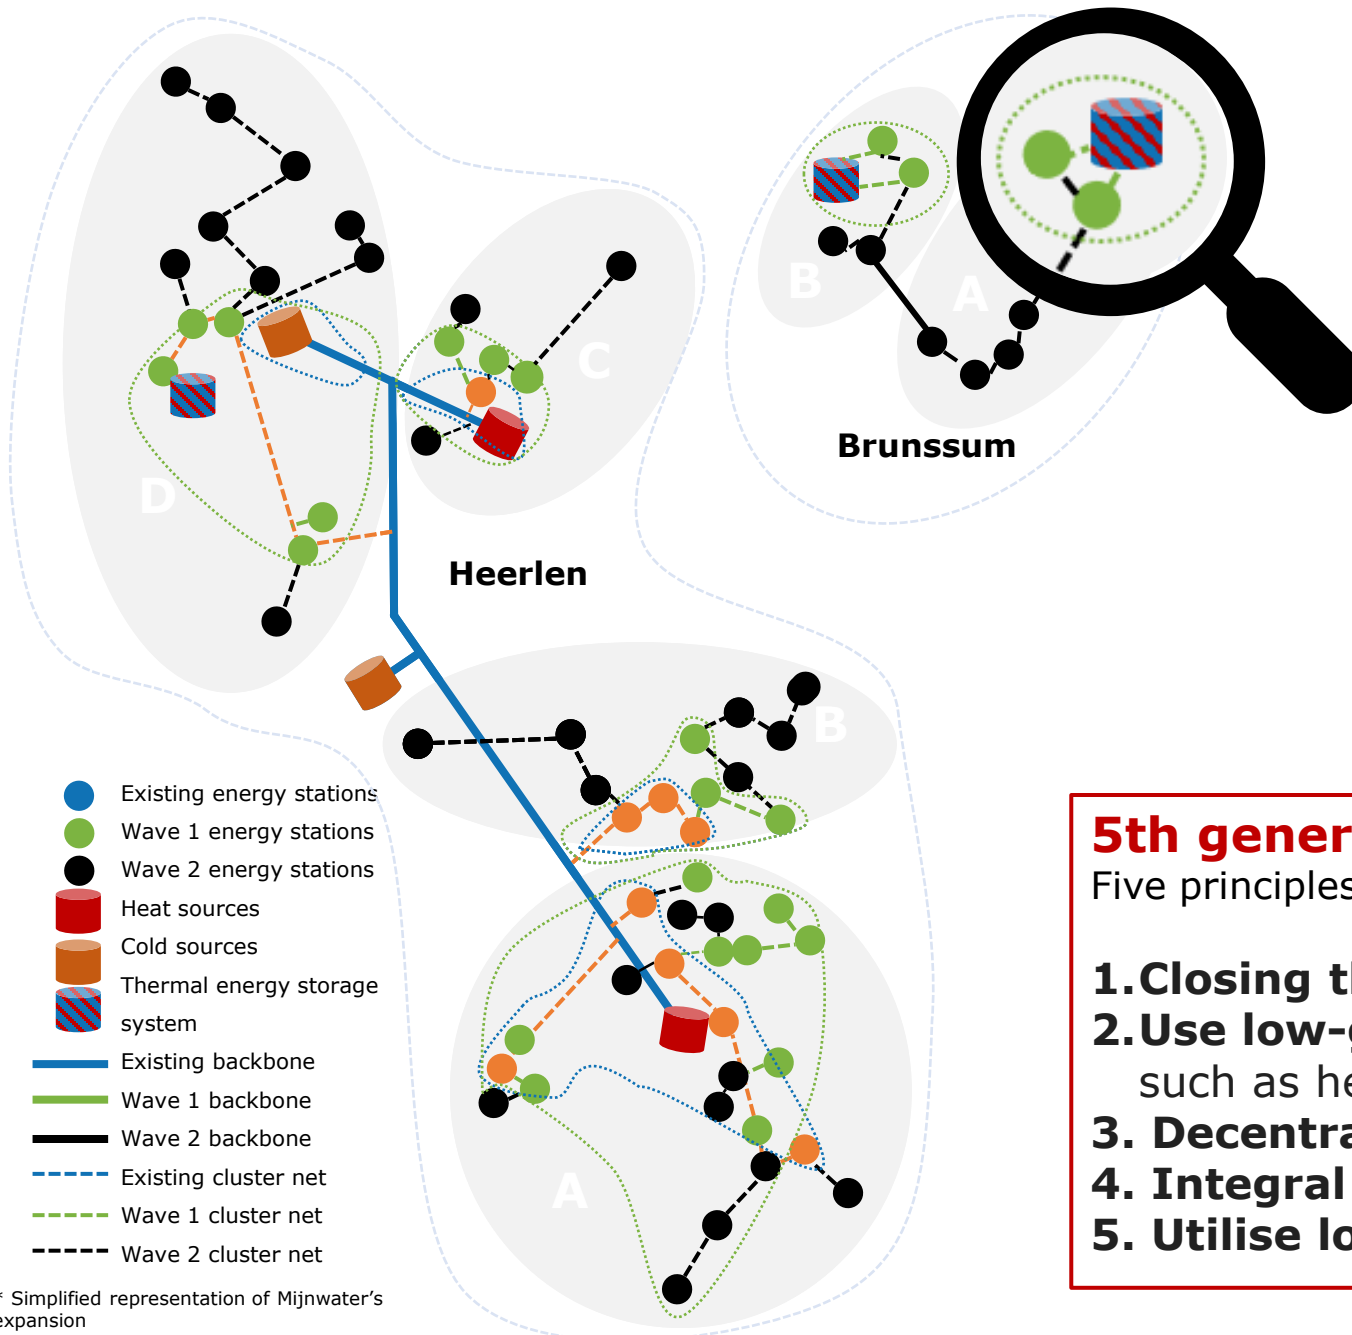 B
A
C
Brunssum
D
Heerlen
B
Existing energy stations
Wave 1 energy stations
Wave 2 energy stations
Heat sources
Cold sources
Thermal energy storage
system
Existing backbone
Wave 1 backbone
Wave 2 backbone
Existing cluster net
Wave 1 cluster net
Wave 2 cluster net
A
* Simplified representation of Mijnwater's
expansion
5th gener
Five principles
1.Closing th
2.Use low-g
such as he
3. Decentra
4. Integral
5. Utilise lo